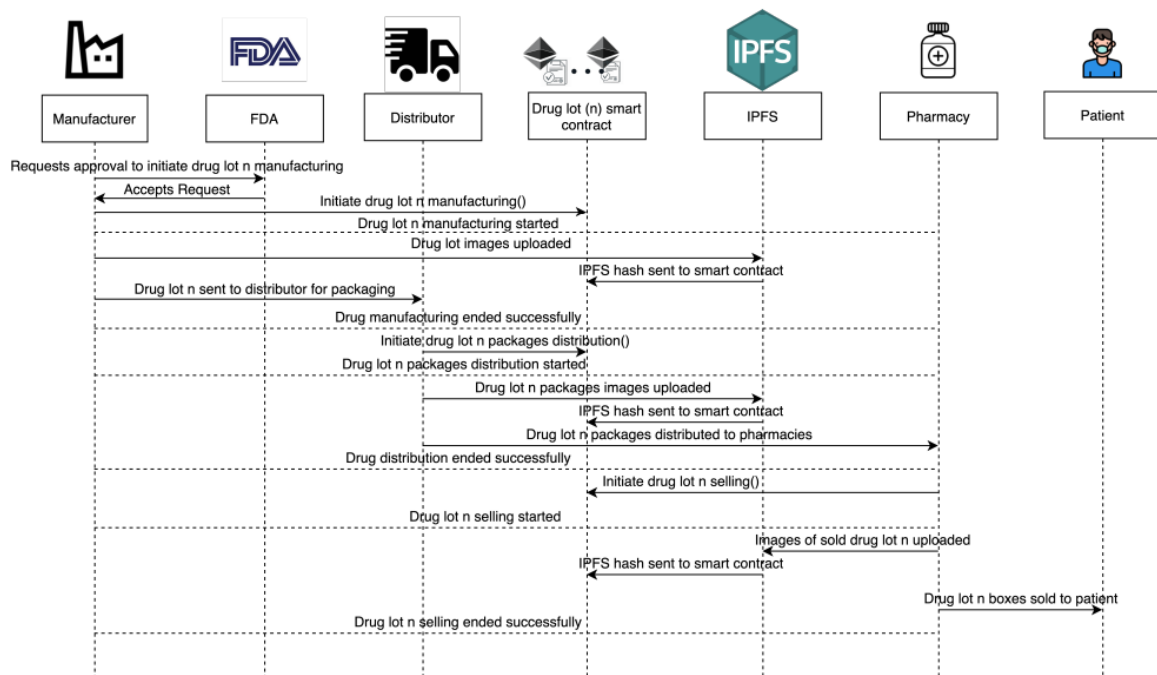 FDA
IPFS
Manufacturer
FDA
Distributor
Drug lot (n) smart
contract
IPFS
Pharmacy
Patient
Requests approval to initiate drug lot n manufacturing
Accepts Request
Initiate drug lot n manufacturing()
Drug lot n manufacturing started
Drug lot images uploaded
IPFS hash sent to smart contract
Drug lot n sent to distributor for packaging
Drug manufacturing ended successfully
Initiate drug lot n packages distribution()
Drug lot n packages distribution started
Drug lot n packages images uploaded
IPFS hash sent to smart contract
Drug lot n packages distributed to pharmacies
Drug distribution ended successfully
Initiate drug lot n selling()
Drug lot n selling started
Images of sold drug lot n uploaded
IPFS hash sent to smart contract
Drug lot n boxes sold to patient
Drug lot n selling ended successfully